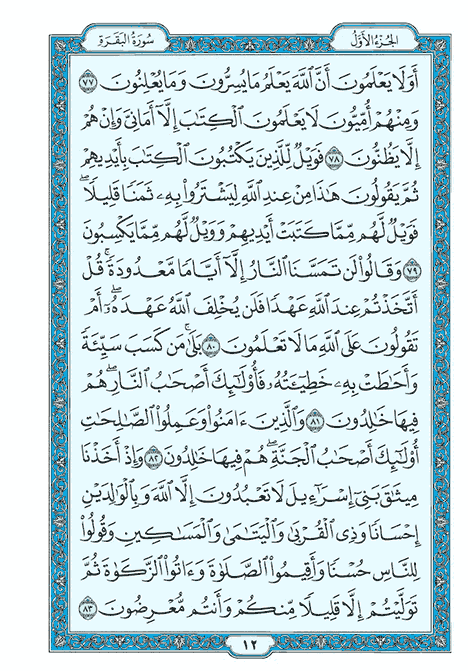 سُورَةُ البَقَرَةِ
الجُزْءُ الأَوَّلُ
أَوَلَا يَعْلَمُونَ أَنَّ ٱللَّهَ يَعْلَمُ مَا يُسِرُّونَ وَمَا يُعْلِنُونَ ٧٧
وَمِنْهُمْ أُمِّيُّونَ لَا يَعْلَمُونَ ٱلْكِتَٰبَ إِلَّآ أَمَانِىَّ وَإِنْ هُمْ
إِلَّا يَظُنُّونَ ٧٨ فَوَيْلٌ لِّلَّذِينَ يَكْتُبُونَ ٱلْكِتَٰبَ بِأَيْدِيهِمْ
ثُمَّ يَقُولُونَ هَٰذَا مِنْ عِندِ ٱللَّهِ لِيَشْتَرُوا۟ بِهِۦ ثَمَنًا قَلِيلًا ۖ
فَوَيْلٌ لَّهُم مِّمَّا كَتَبَتْ أَيْدِيهِمْ وَوَيْلٌ لَّهُم مِّمَّا يَكْسِبُونَ
٧٩ وَقَالُوا۟ لَن تَمَسَّنَا ٱلنَّارُ إِلَّآ أَيَّامًا مَّعْدُودَةً ۚ قُلْ
أَتَّخَذْتُمْ عِندَ ٱللَّهِ عَهْدًا فَلَن يُخْلِفَ ٱللَّهُ عَهْدَهُۥٓ ۖ أَمْ
تَقُولُونَ عَلَى ٱللَّهِ مَا لَا تَعْلَمُونَ ٨٠ بَلَىٰ ۚ مَن كَسَبَ سَيِّئَةً
وَأَحَٰطَتْ بِهِۦ خَطِيٓـَٔتُهُۥ فَأُو۟لَٰٓئِكَ أَصْحَٰبُ ٱلنَّارِ ۖ هُمْ
فِيهَا خَٰلِدُونَ ٨١ وَٱلَّذِينَ ءَامَنُوا۟ وَعَمِلُوا۟ ٱلصَّٰلِحَٰتِ
أُو۟لَٰٓئِكَ أَصْحَٰبُ ٱلْجَنَّةِ ۖ هُمْ فِيهَا خَٰلِدُونَ ٨٢ وَإِذْ أَخَذْنَا
مِيثَٰقَ بَنِىٓ إِسْرَٰٓءِيلَ لَا تَعْبُدُونَ إِلَّا ٱللَّهَ وَبِٱلْوَٰلِدَيْنِ
إِحْسَانًا وَذِى ٱلْقُرْبَىٰ وَٱلْيَتَٰمَىٰ وَٱلْمَسَٰكِينِ وَقُولُوا۟
لِلنَّاسِ حُسْنًا وَأَقِيمُوا۟ ٱلصَّلَوٰةَ وَءَاتُوا۟ ٱلزَّكَوٰةَ ثُمَّ
تَوَلَّيْتُمْ إِلَّا قَلِيلًا مِّنكُمْ وَأَنتُم مُّعْرِضُونَ ٨٣
١٢